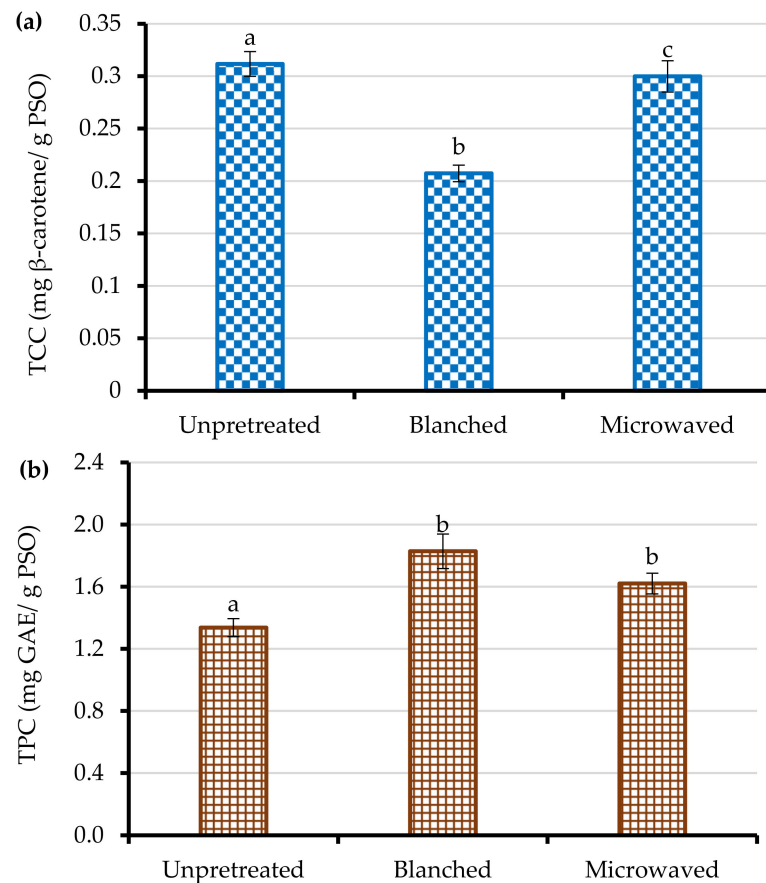 (a)
TCC (mg β-carotene/ g PSO)
0.35
0.3
0.25
0.2
0.15
0.1
0.05
0
a
b
c
Unpretreated
Blanched
Microwaved
(b)
TPC (mg GAE/ g PSO)
2.4
2.0
1.6
1.2
0.8
0.4
0.0
a
b
b
Unpretreated
Blanched
Microwaved